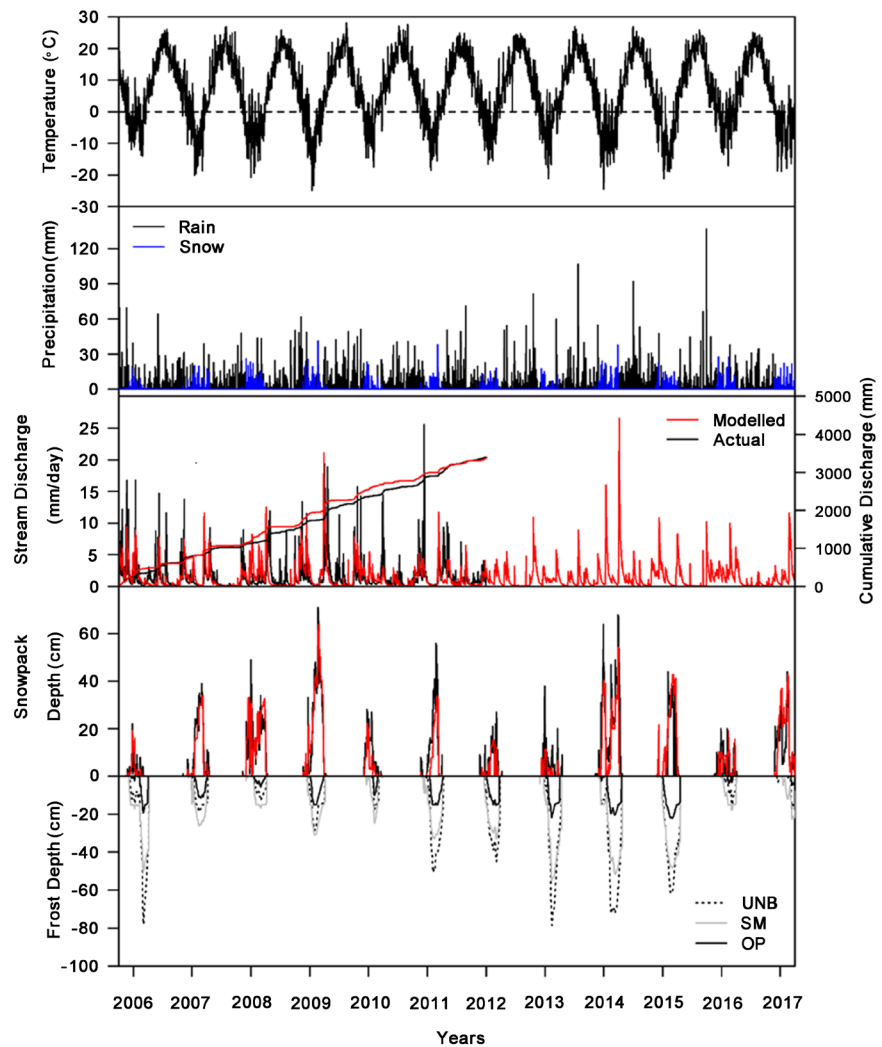 30
20
10
0
-10
-20
-30
Temperature (°C)
Rain
Snow
120
90
60
30
0
Precipitation(mm)
Modelled
Actual
25
20
15
10
5
0
Stream Discharge
(mm/day)
5000
4000
3000
2000
1000
0
Cumulative Discharge (mm)
60
40
20
0
Snowpack
Depth (cm)
-20
-40
-60
-80
-100
Frost Depth (cm)
UNB
SM
OP
2006 2007 2008 2009 2010 2011 2012 2013 2014 2015 2016 2017
Years